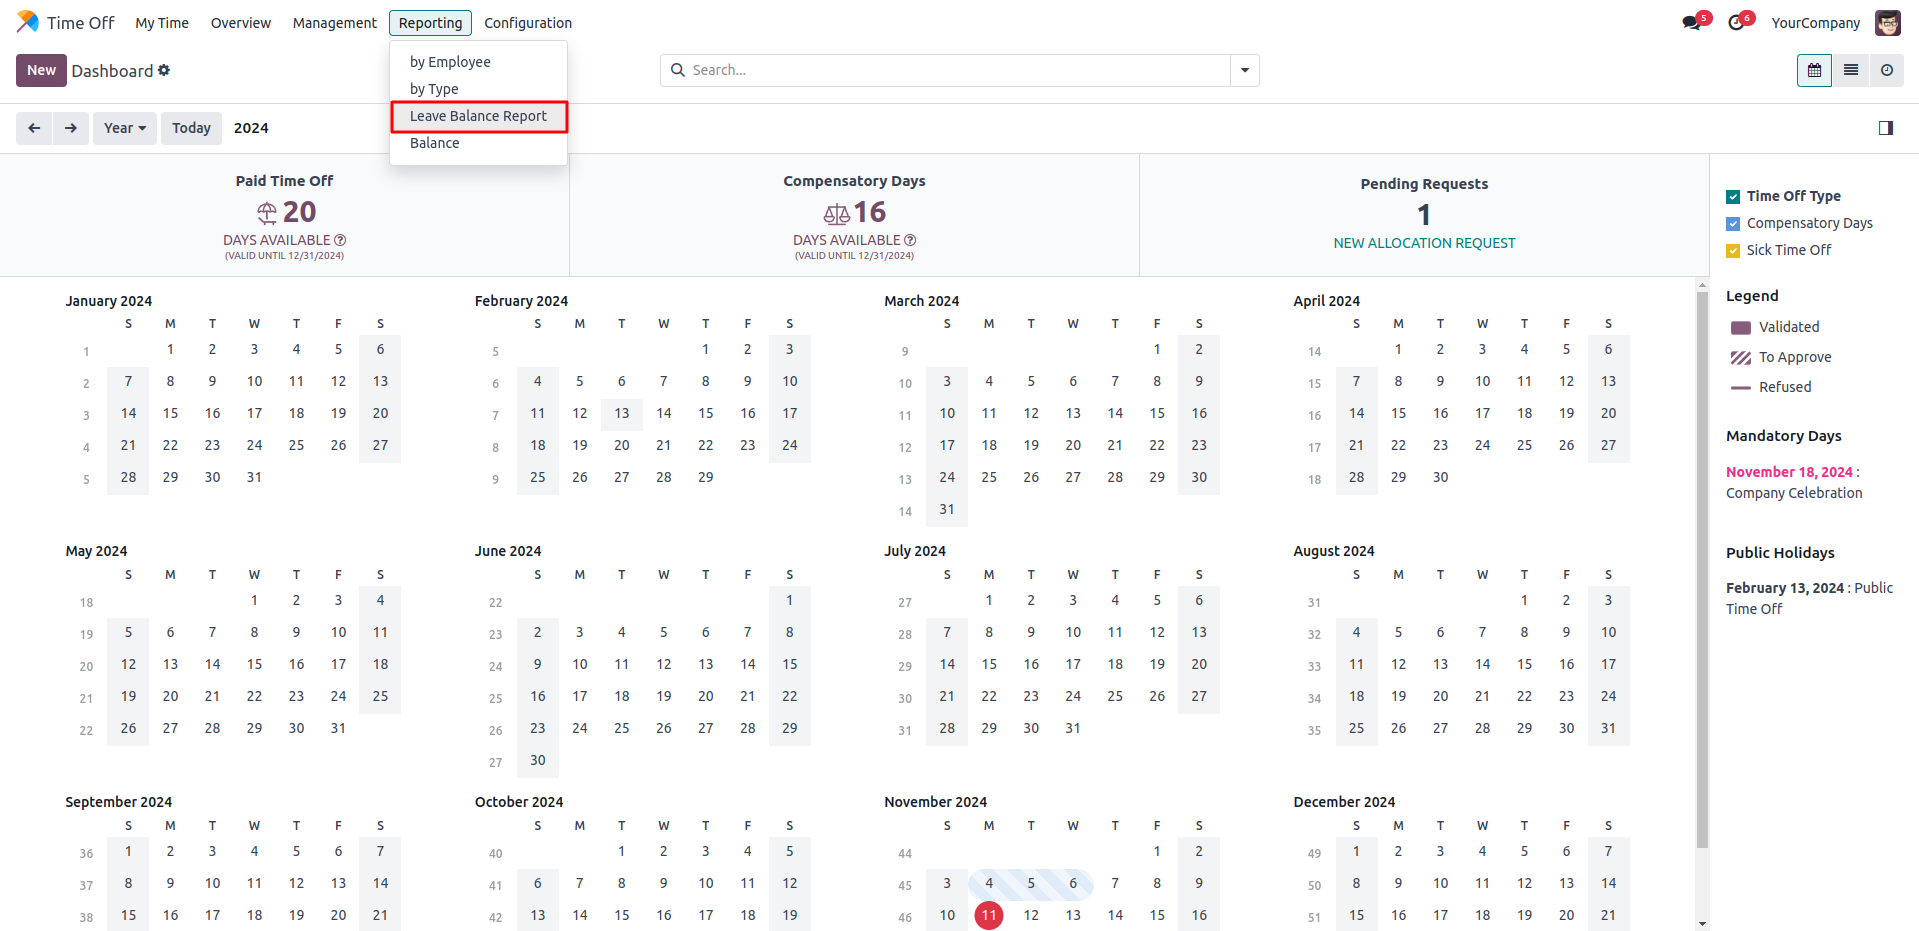 Time Off My Time Overview Management Reporting Configuration 5 6 YourCompany
New Dashboard Search...
by Employee
by Type
Leave Balance Report
Balance
Year Today 2024
Paid Time Off
20
DAYS AVAILABLE ?
(VALID UNTIL 12/31/2024)
Compensatory Days
16
DAYS AVAILABLE ?
(VALID UNTIL 12/31/2024)
Pending Requests
1
NEW ALLOCATION REQUEST
January 2024
S M T W T F S
1 1 2 3 4 5 6
2 7 8 9 10 11 12 13
3 14 15 16 17 18 19 20
4 21 22 23 24 25 26 27
5 28 29 30 31
February 2024
S M T W T F S
5 1 2 3
6 4 5 6 7 8 9 10
7 11 12 13 14 15 16 17
8 18 19 20 21 22 23 24
9 25 26 27 28 29
March 2024
S M T W T F S
9 1 2
10 3 4 5 6 7 8 9
11 10 11 12 13 14 15 16
12 17 18 19 20 21 22 23
13 24 25 26 27 28 29 30
14 31
April 2024
S M T W T F S
14 1 2 3 4 5 6
15 7 8 9 10 11 12 13
16 14 15 16 17 18 19 20
17 21 22 23 24 25 26 27
18 28 29 30
May 2024
S M T W T F S
18 1 2 3 4
19 5 6 7 8 9 10 11
20 12 13 14 15 16 17 18
21 19 20 21 22 23 24 25
22 26 27 28 29 30 31
June 2024
S M T W T F S
22 1
23 2 3 4 5 6 7 8
24 9 10 11 12 13 14 15
25 16 17 18 19 20 21 22
26 23 24 25 26 27 28 29
27 30
July 2024
S M T W T F S
27 1 2 3 4 5 6
28 7 8 9 10 11 12 13
29 14 15 16 17 18 19 20
30 21 22 23 24 25 26 27
31 28 29 30 31
August 2024
S M T W T F S
31 1 2 3
32 4 5 6 7 8 9 10
33 11 12 13 14 15 16 17
34 18 19 20 21 22 23 24
35 25 26 27 28 29 30 31
September 2024
S M T W T F S
36 1 2 3 4 5 6 7
37 8 9 10 11 12 13 14
38 15 16 17 18 19 20 21
October 2024
S M T W T F S
40 1 2 3 4 5
41 6 7 8 9 10 11 12
42 13 14 15 16 17 18 19
November 2024
S M T W T F S
44 1 2
45 3 4 5 6 7 8 9
46 10 11 12 13 14 15 16
December 2024
S M T W T F S
49 1 2 3 4 5 6 7
50 8 9 10 11 12 13 14
51 15 16 17 18 19 20 21
Time Off Type
Compensatory Days
Sick Time Off
Legend
Validated
To Approve
Refused
Mandatory Days
November 18, 2024 :
Company Celebration
Public Holidays
February 13, 2024 : Public
Time Off